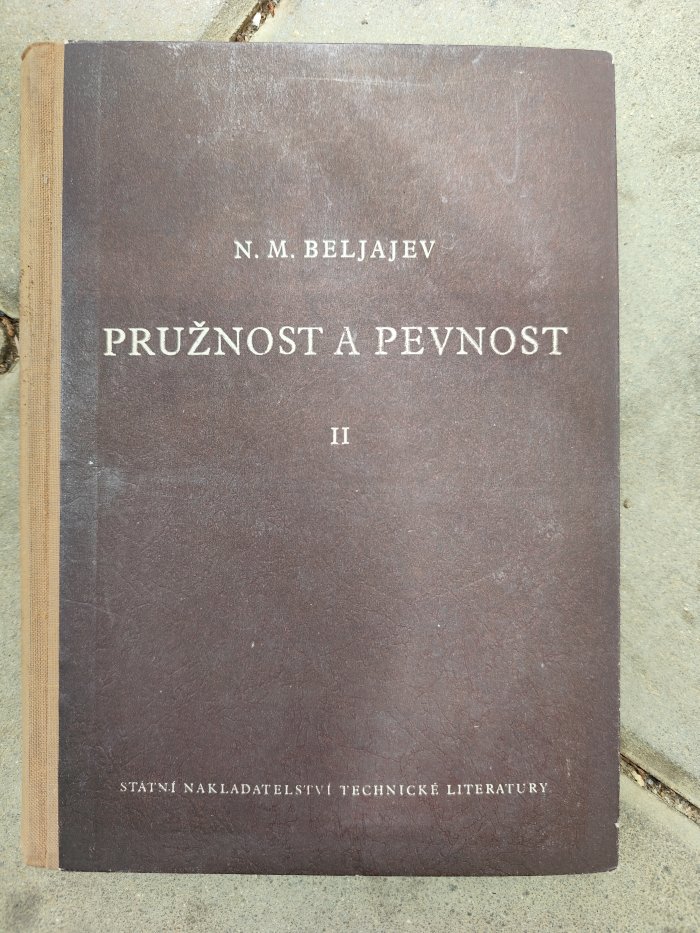 N. M. BELJAJEV
PRUŽNOST A PEVNOST
II
STÁTNÍ NAKLADATELSTVÍ TECHNICKÉ LITERATURY